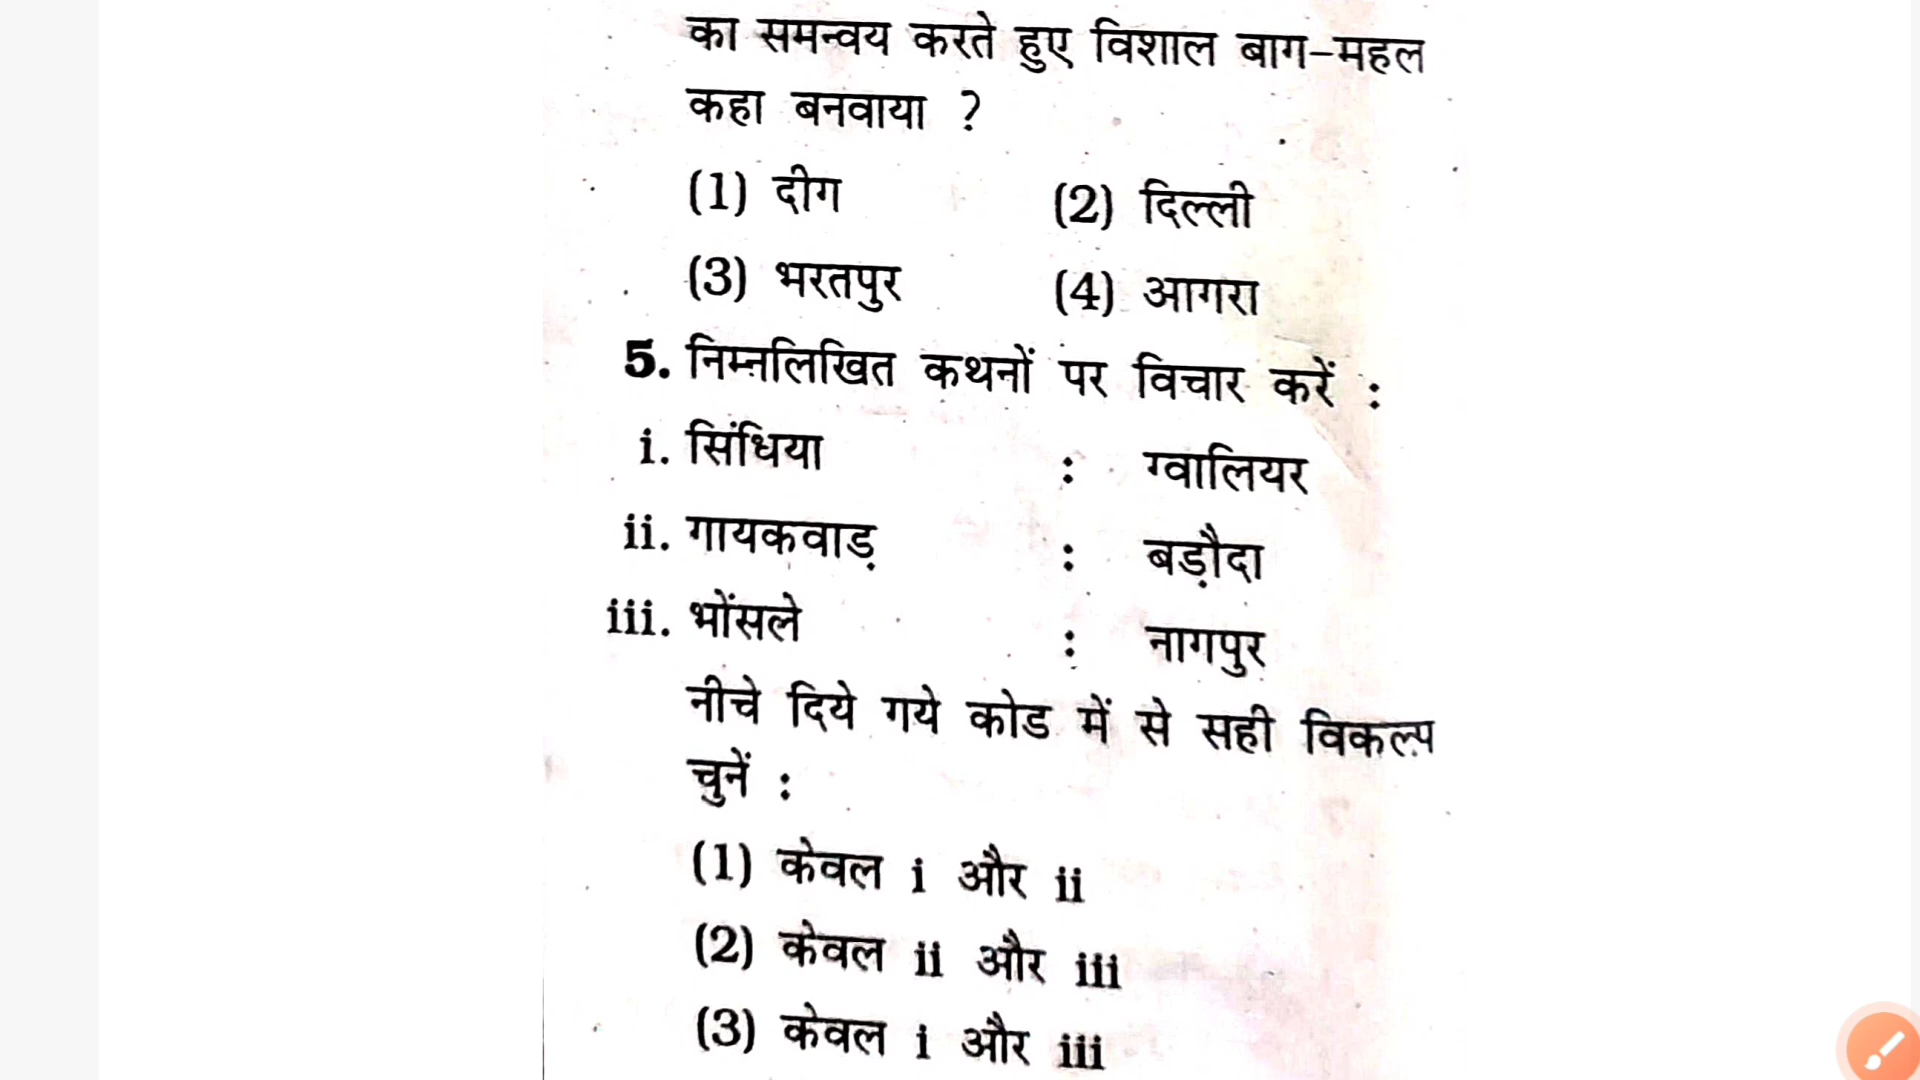 का समन्वय करते हुए विशाल बाग-महल
कहा बनवाया ?
(1) दीग (2) दिल्ली
(3) भरतपुर (4) आगरा
5. निम्नलिखित कथनों पर विचार करें :
i. सिंधिया : ग्वालियर
ii. गायकवाड़ : बड़ौदा
iii. भोंसले : नागपुर
नीचे दिये गये कोड में से सही विकल्प
चुनें :
(1) केवल i और ii
(2) केवल ii और iii
(3) केवल i और iii